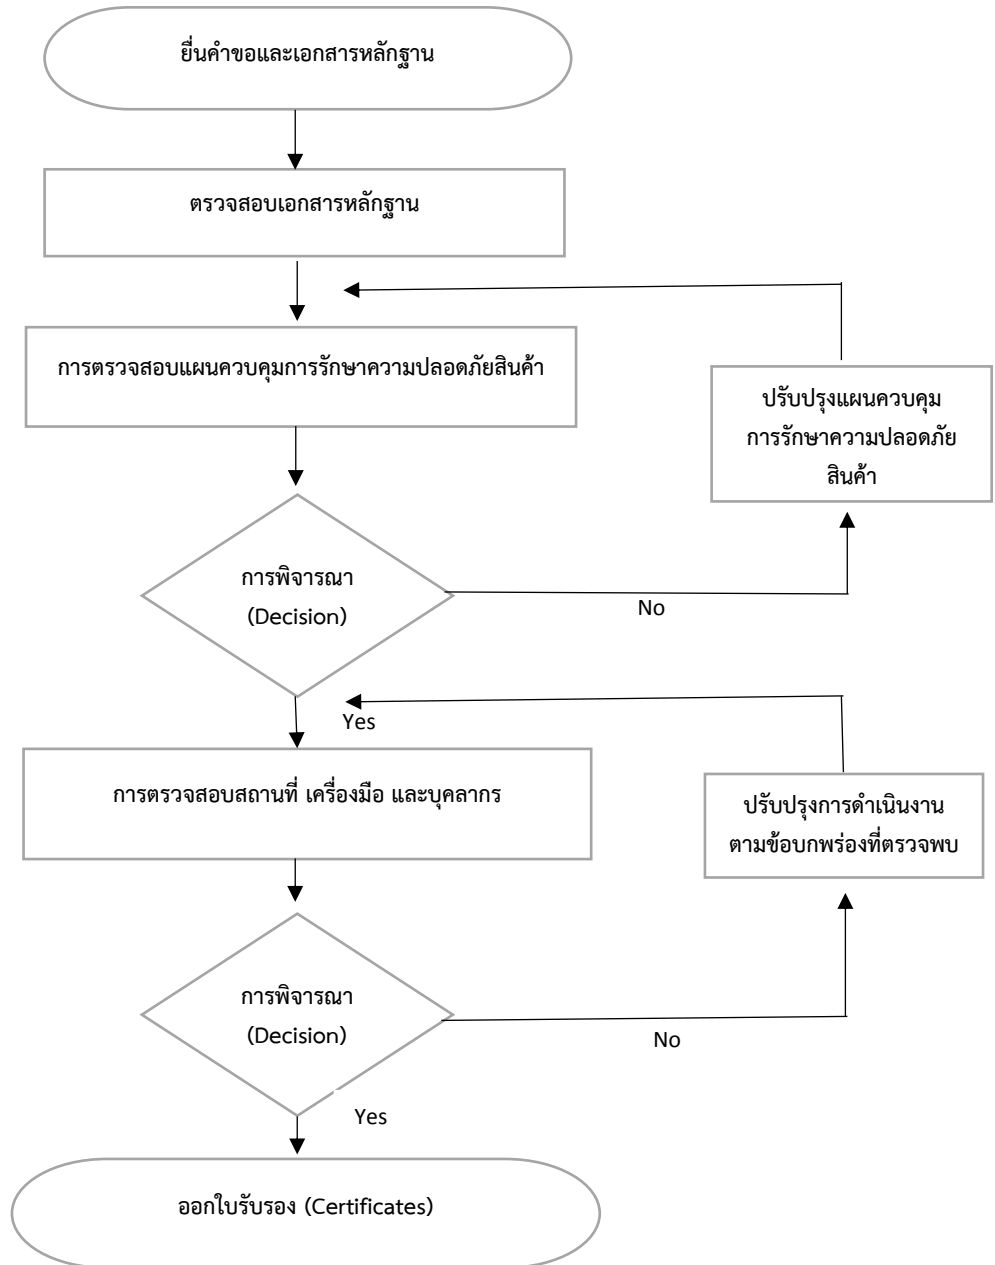 ยื่นคำขอและเอกสารหลักฐาน
ตรวจสอบเอกสารหลักฐาน
การตรวจสอบแผนควบคุมการรักษาความปลอดภัยสินค้า
ปรับปรุงแผนควบคุม
การรักษาความปลอดภัย
สินค้า
การพิจารณา
(Decision)
No
Yes
การตรวจสอบสถานที่ เครื่องมือ และบุคลากร
ปรับปรุงการดำเนินงาน
ตามข้อบกพร่องที่ตรวจพบ
การพิจารณา
(Decision)
No
Yes
ออกใบรับรอง (Certificates)